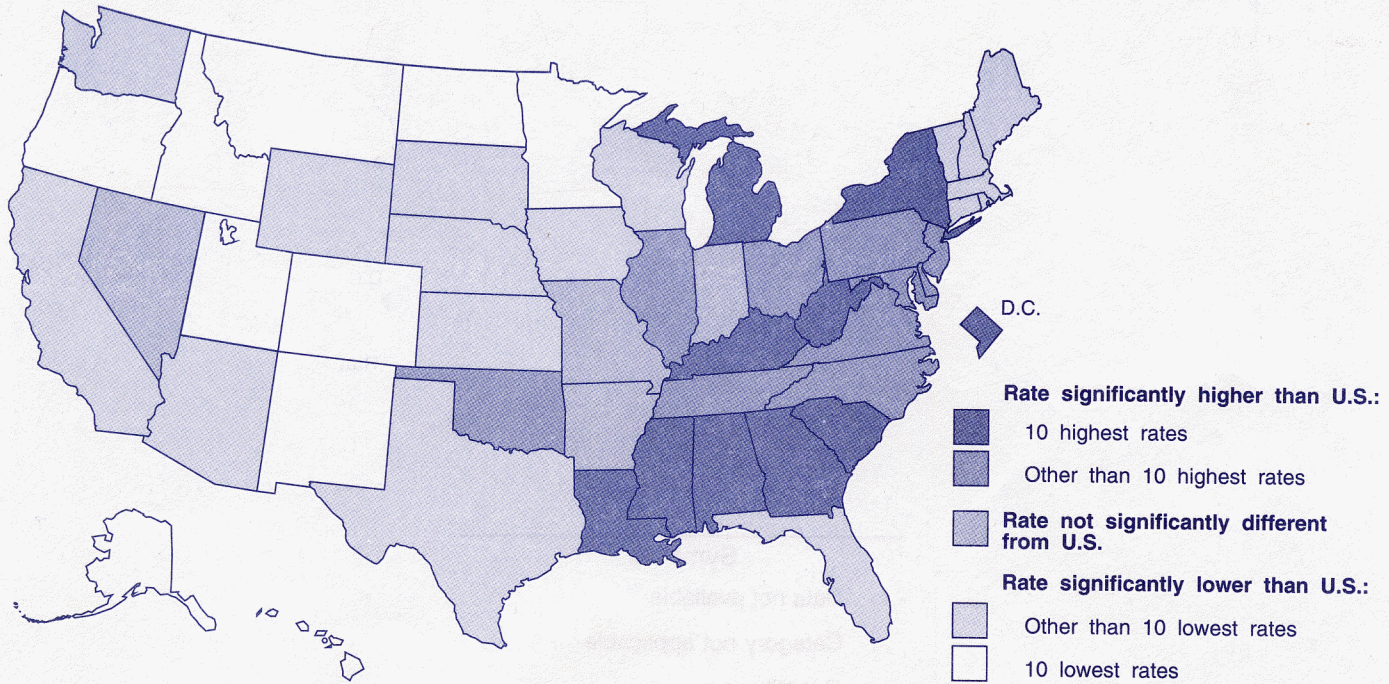 D.C.
Rate significantly higher than U.S.:
10 highest rates
Other than 10 highest rates
Rate not significantly different
from U.S.
Rate significantly lower than U.S.:
Other than 10 lowest rates
10 lowest rates